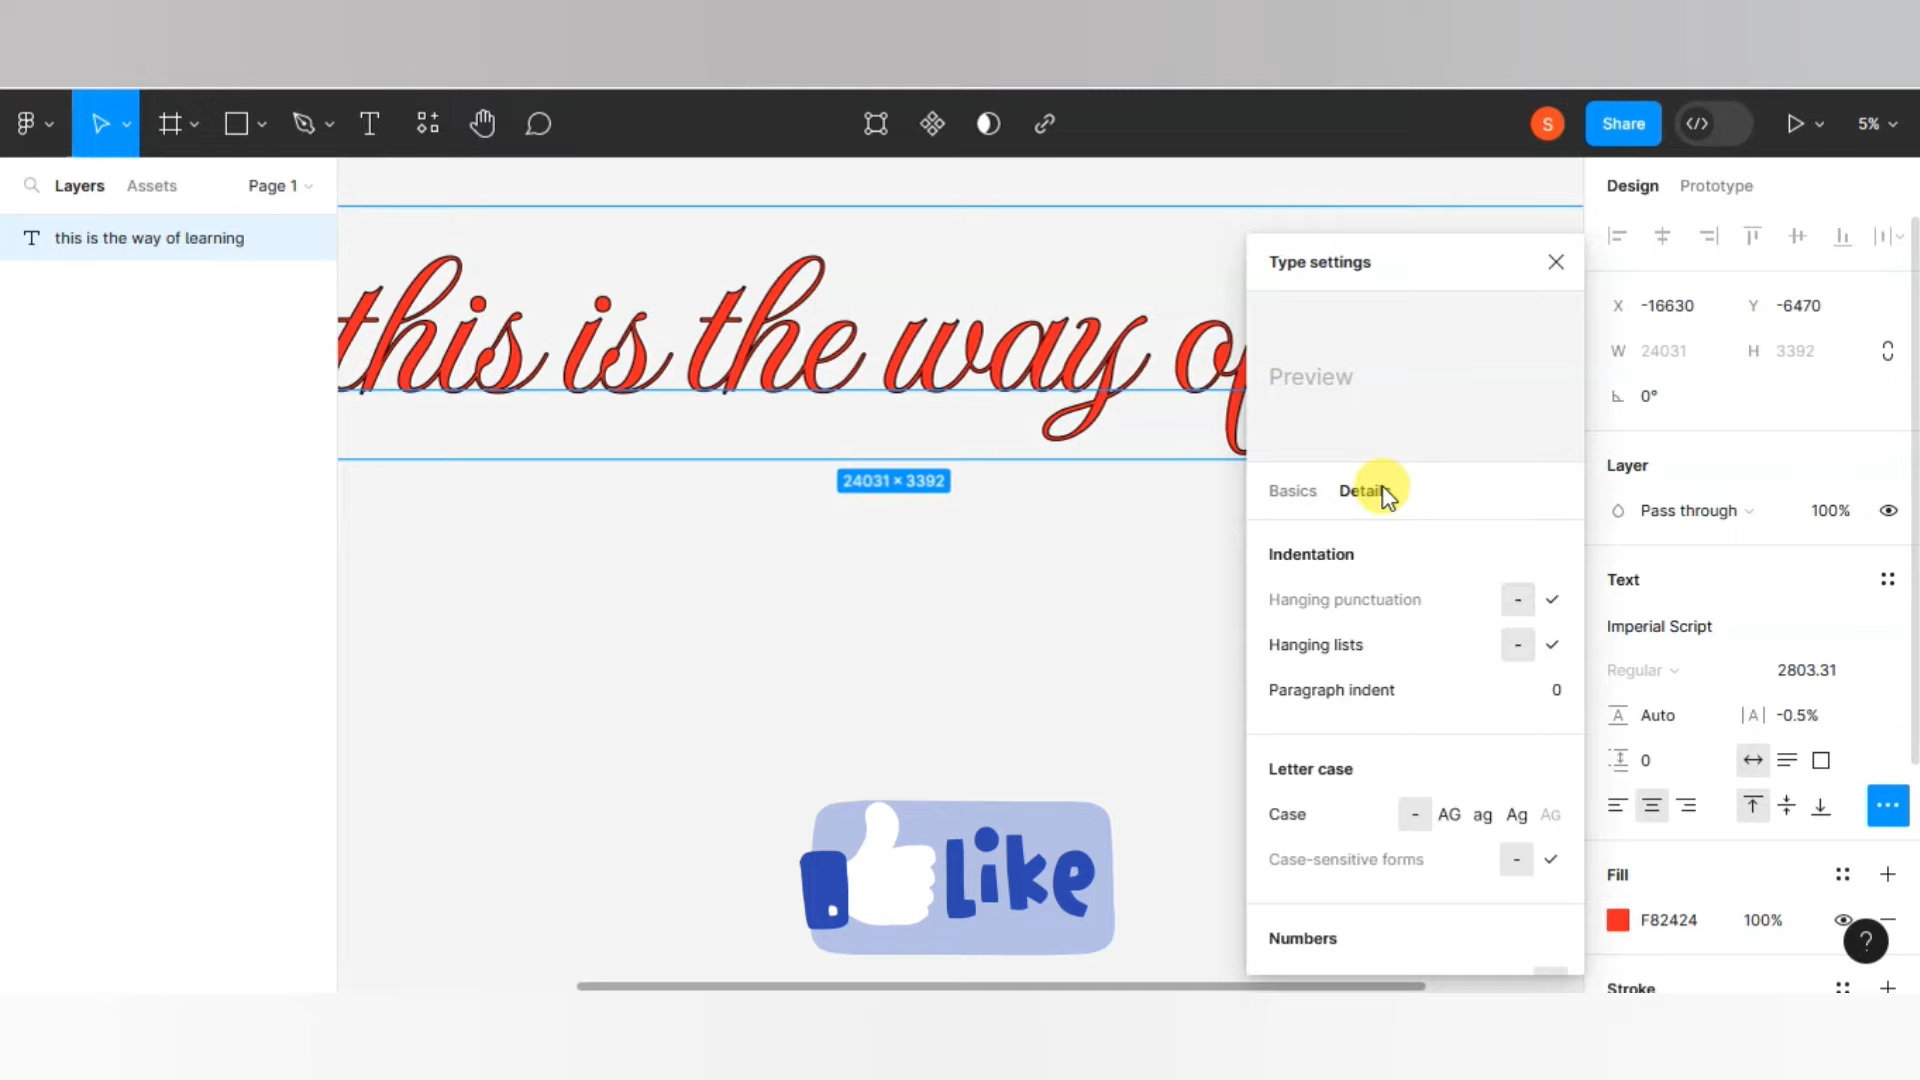 S
Share
5%
Layers
Assets
Page 1
this is the way of learning
this is the way of
24031 × 3392
Like
Type settings
Preview
Basics
Details
Indentation
Hanging punctuation
-
Hanging lists
-
Paragraph indent
0
Letter case
Case
- AG ag Ag AG
Case-sensitive forms
-
Numbers
Design
Prototype
X -16630
Y -6470
W 24031
H 3392
0°
Layer
Pass through
100%
Text
Imperial Script
Regular
2803.31
A Auto
|A| -0.5%
0
Fill
F82424
100%
?
Stroke